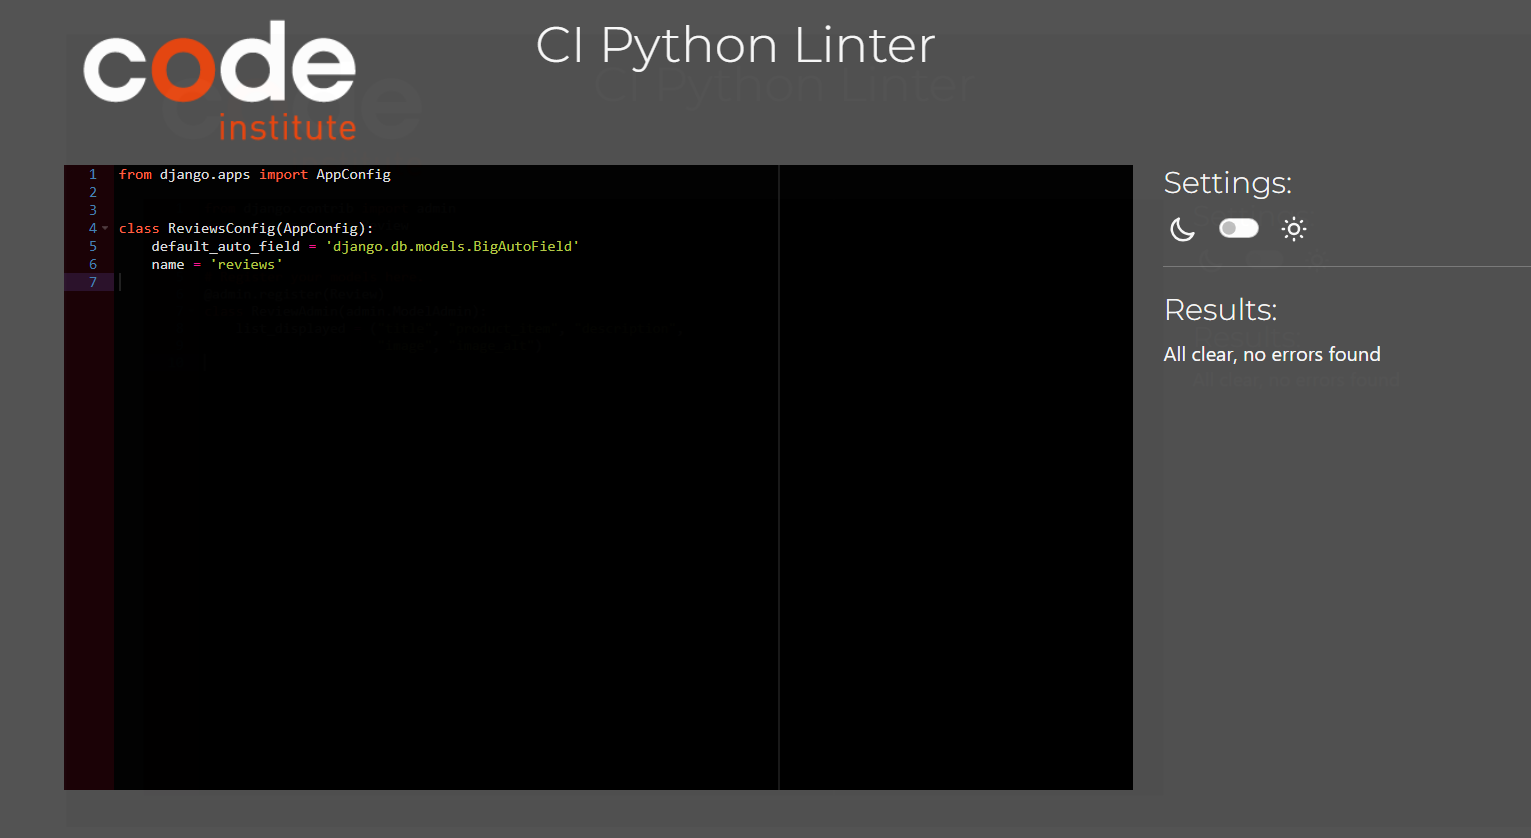 code
institute
CI Python Linter
1 from django.apps import AppConfig
2
3
4 class ReviewsConfig(AppConfig):
5     default_auto_field = 'django.db.models.BigAutoField'
6     name = 'reviews'
7
Settings:
Results:
All clear, no errors found